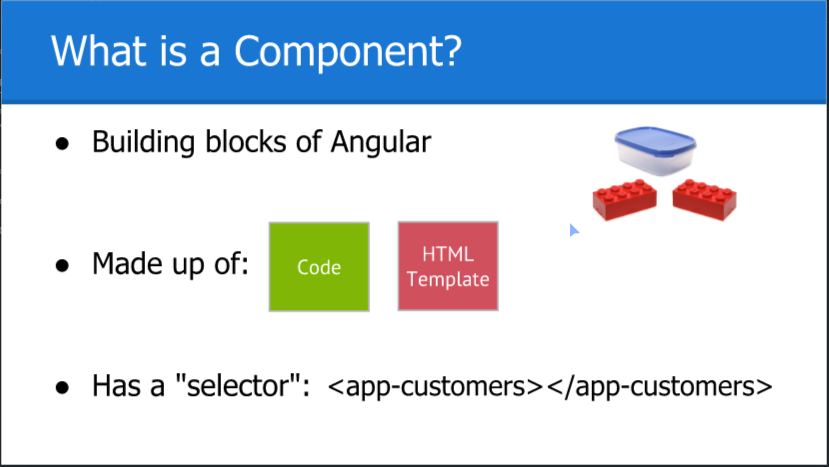 What is a Component?
● Building blocks of Angular
● Made up of:
Code
HTML
Template
● Has a "selector": <app-customers></app-customers>